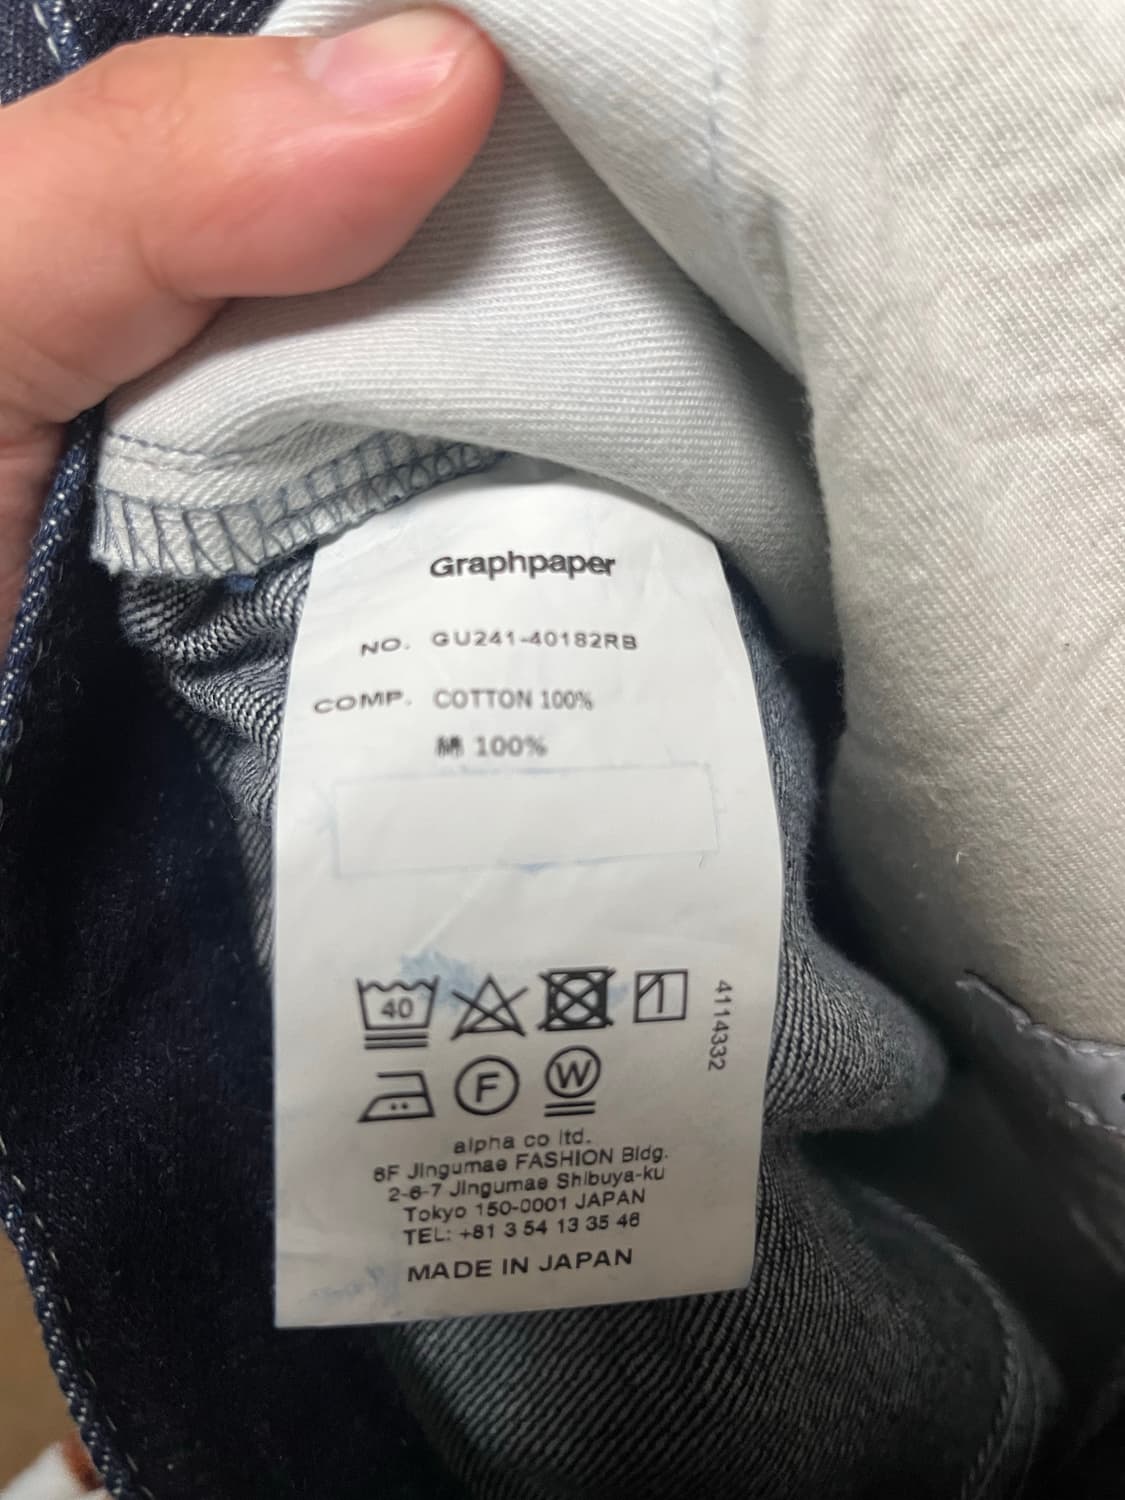 Graphpaper
NO. GU241-40182RB
COMP. COTTON 100%
綿 100%
40
4114332
F W
alpha co ltd.
6F Jingumae FASHION Bldg.
2-6-7 Jingumae Shibuya-ku
Tokyo 150-0001 JAPAN
TEL: +81 3 54 13 35 46
MADE IN JAPAN